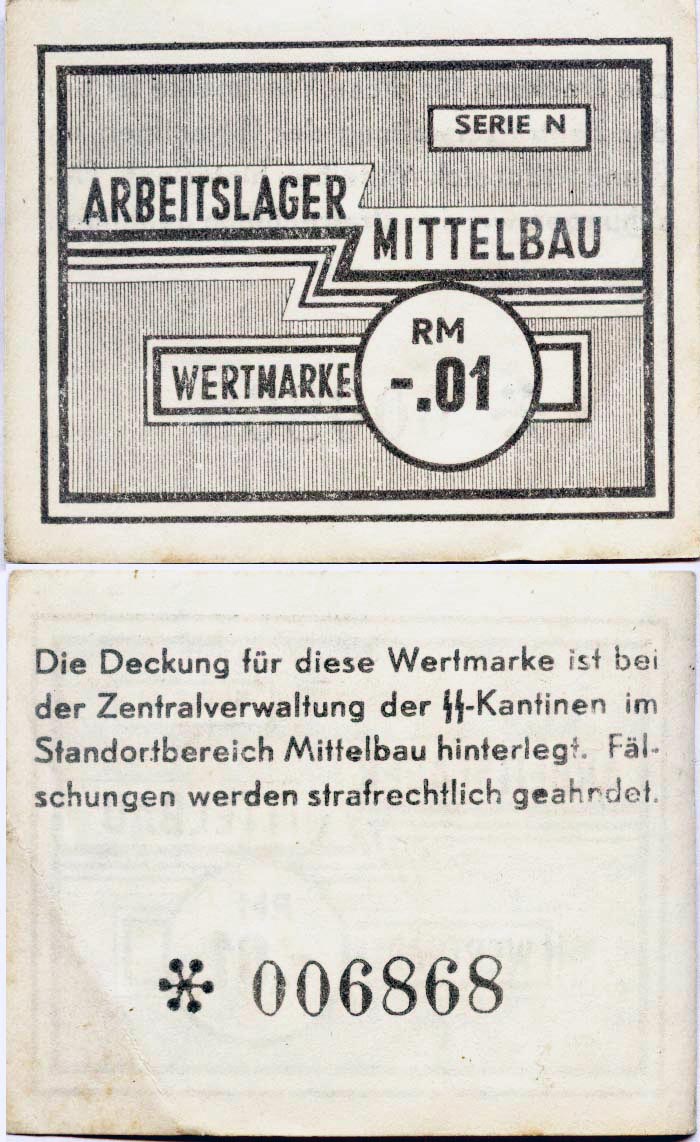 SERIE N
ARBEITSLAGER
MITTELBAU
RM
WERTMARKE
-.01
Die Deckung für diese Wertmarke ist bei
der Zentralverwaltung der SS-Kantinen im
Standortbereich Mittelbau hinterlegt. Fäl-
schungen werden strafrechtlich geahndet.
* 006868